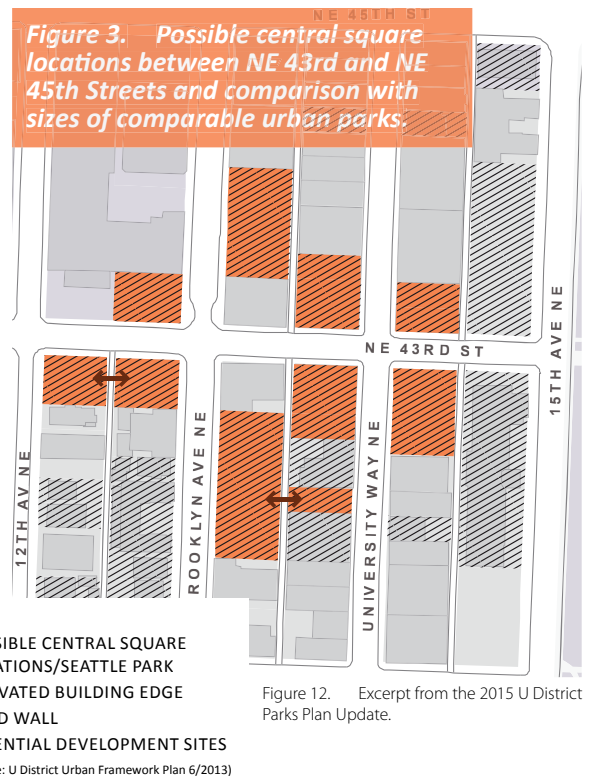 NE 45TH ST
Figure 3. Possible central square
locations between NE 43rd and NE
45th Streets and comparison with
sizes of comparable urban parks.
NE 43RD ST
15TH AVE NE
12TH AV NE
ROOKLYN AVE NE
UNIVERSITY WAY NE
SIBLE CENTRAL SQUARE
ATIONS/SEATTLE PARK
IVATED BUILDING EDGE
D WALL
ENTIAL DEVELOPMENT SITES
e: U District Urban Framework Plan 6/2013)
Figure 12. Excerpt from the 2015 U District
Parks Plan Update.